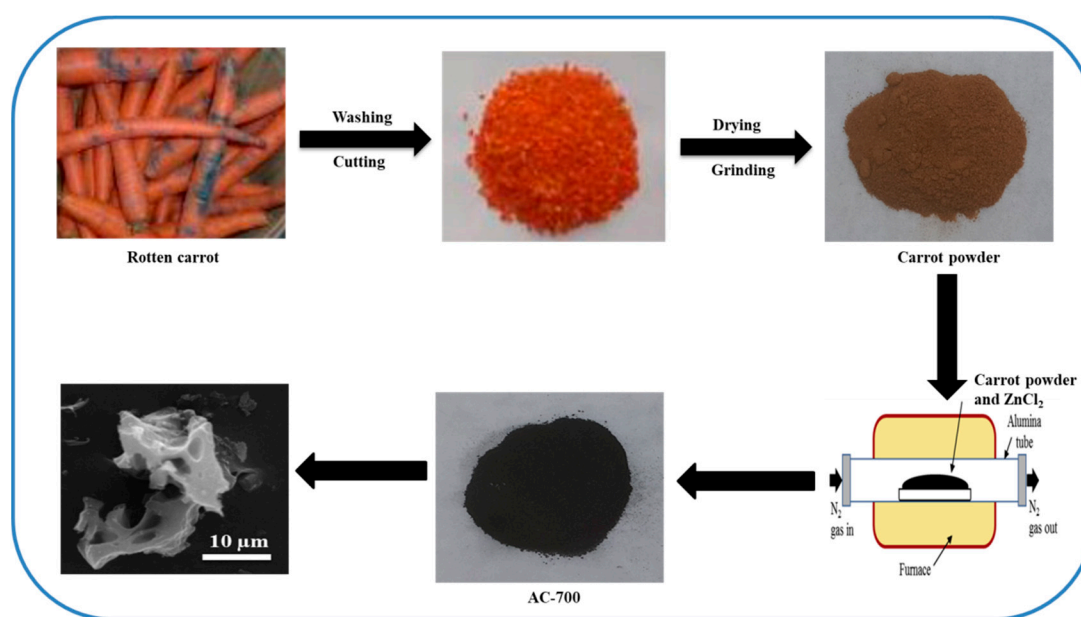 Washing
Cutting
Drying
Grinding
Rotten carrot
Carrot powder
Carrot powder
and ZnCl₂
Alumina
tube
N₂
gas in
N₂
gas out
Furnace
10 μm
AC-700